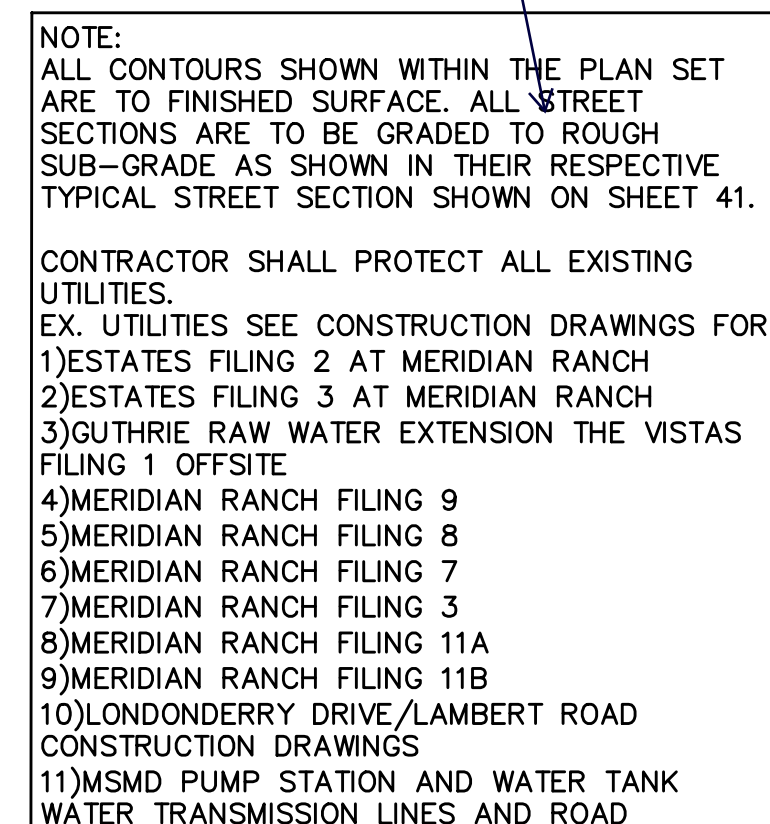 NOTE:
ALL CONTOURS SHOWN WITHIN THE PLAN SET
ARE TO FINISHED SURFACE. ALL STREET
SECTIONS ARE TO BE GRADED TO ROUGH
SUB-GRADE AS SHOWN IN THEIR RESPECTIVE
TYPICAL STREET SECTION SHOWN ON SHEET 41.
CONTRACTOR SHALL PROTECT ALL EXISTING
UTILITIES.
EX. UTILITIES SEE CONSTRUCTION DRAWINGS FOR
1)ESTATES FILING 2 AT MERIDIAN RANCH
2)ESTATES FILING 3 AT MERIDIAN RANCH
3)GUTHRIE RAW WATER EXTENSION THE VISTAS
FILING 1 OFFSITE
4)MERIDIAN RANCH FILING 9
5)MERIDIAN RANCH FILING 8
6)MERIDIAN RANCH FILING 7
7)MERIDIAN RANCH FILING 3
8)MERIDIAN RANCH FILING 11A
9)MERIDIAN RANCH FILING 11B
10)LONDONDERRY DRIVE/LAMBERT ROAD
CONSTRUCTION DRAWINGS
11)MSMD PUMP STATION AND WATER TANK
WATER TRANSMISSION LINES AND ROAD